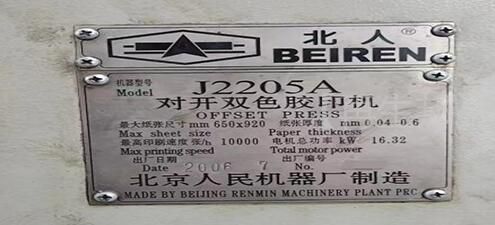 北人®
BEIREN
机器型号
Model J2205A
对开双色胶印机
OFFSET PRESS
最大纸张尺寸 mm 650x920 纸张厚度 mm 0.04-0.6
Max sheet size Paper thickness
最高印刷速度 张/h 10000 电机总功率 kW 16.32
Max printing speed Total motor power
出厂日期 出厂编号
Date 2006 7 No.
北京人民机器厂制造
MADE BY BEIJING RENMIN MACHINERY PLANT PRC